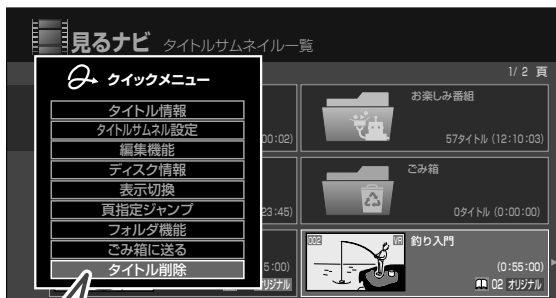 見るナビ タイトルサムネイル一覧
1/ 2 頁
クイックメニュー
タイトル情報
タイトルサムネル設定
編集機能
ディスク情報
表示切換
頁指定ジャンプ
フォルダ機能
ごみ箱に送る
タイトル削除
00:02)
お楽しみ番組
57タイトル (12:10:03)
23:45)
ごみ箱
0タイトル (0:00:00)
5:00)
オリジナル
002
VR
釣り入門
(0:55:00)
02 オリジナル